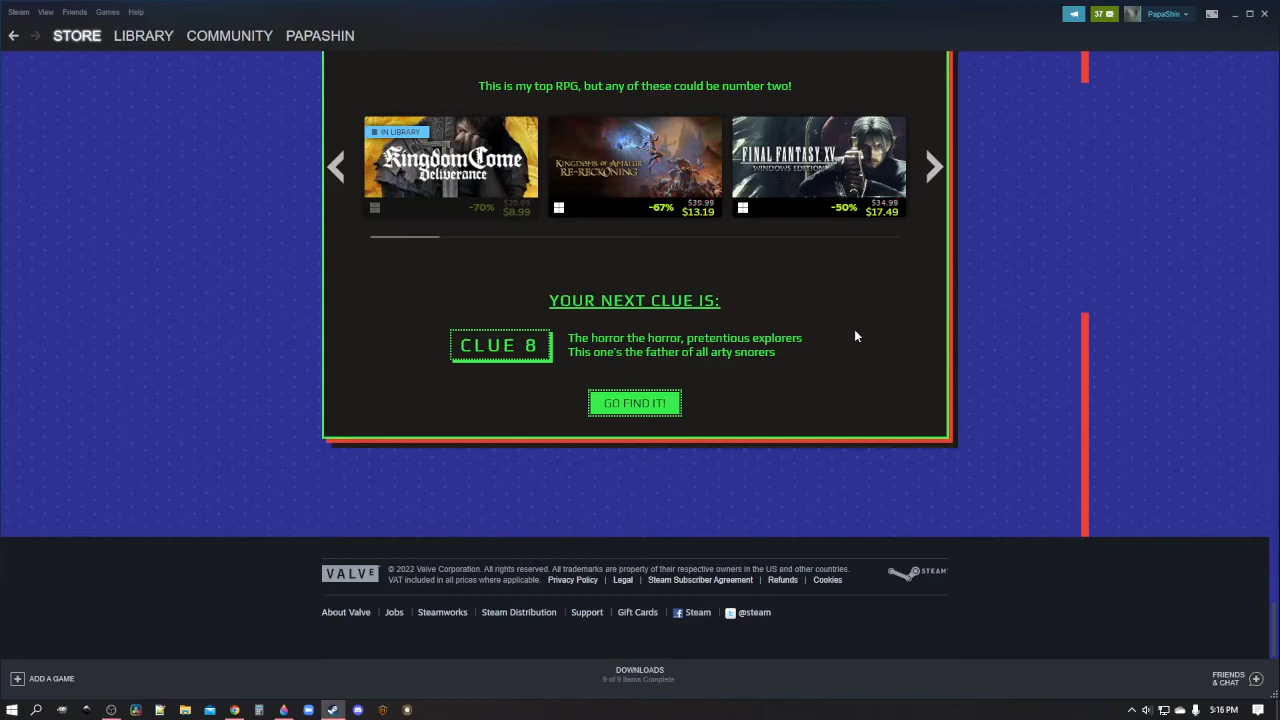 Steam View Friends Games Help
37 PapaShin
STORE LIBRARY COMMUNITY PAPASHIN
This is my top RPG, but any of these could be number two!
IN LIBRARY
KINGDOM COME
Deliverance
-70% $29.99
$8.99
KINGDOMS OF AMALUR
RE-RECKONING
-67% $39.99
$13.19
FINAL FANTASY XV
WINDOWS EDITION
-50% $34.99
$17.49
YOUR NEXT CLUE IS:
CLUE 8
The horror the horror, pretentious explorers
This one's the father of all arty snorers
GO FIND IT!
VALVE
© 2022 Valve Corporation. All rights reserved. All trademarks are property of their respective owners in the US and other countries.
VAT included in all prices where applicable. Privacy Policy | Legal | Steam Subscriber Agreement | Refunds | Cookies
STEAM
About Valve | Jobs | Steamworks | Steam Distribution | Support | Gift Cards | Steam | @steam
ADD A GAME
DOWNLOADS
9 of 9 Items Complete
FRIENDS
& CHAT
5:16 PM